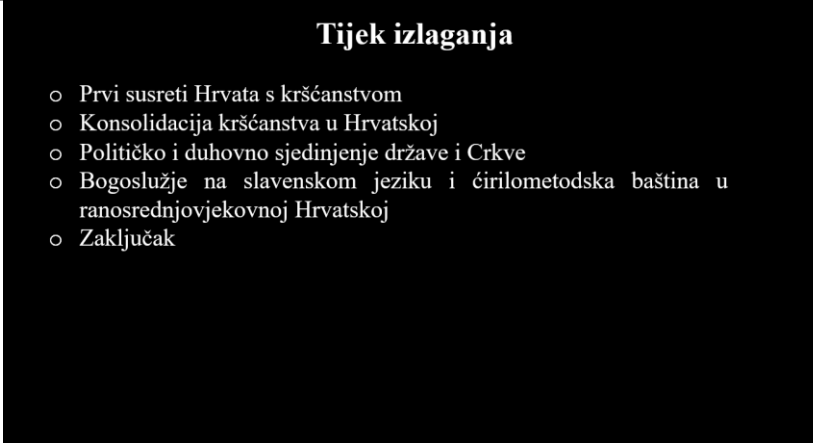 Tijek izlaganja
o Prvi susreti Hrvata s kršćanstvom
o Konsolidacija kršćanstva u Hrvatskoj
o Političko i duhovno sjedinjenje države i Crkve
o Bogoslužje na slavenskom jeziku i ćirilometodska baština u
ranosrednjovjekovnoj Hrvatskoj
o Zaključak